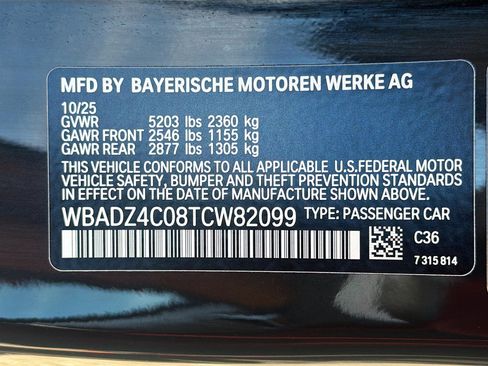 MFD BY BAYERISCHE MOTOREN WERKE AG
10/25
GVWR 5203 lbs 2360 kg
GAWR FRONT 2546 lbs 1155 kg
GAWR REAR 2877 lbs 1305 kg
THIS VEHICLE CONFORMS TO ALL APPLICABLE U.S.FEDERAL MOTOR
VEHICLE SAFETY, BUMPER AND THEFT PREVENTION STANDARDS
IN EFFECT ON THE DATE OF MANUFACTURE SHOWN ABOVE.
WBADZ4C08TCW82099 TYPE: PASSENGER CAR
C36
7 315 814